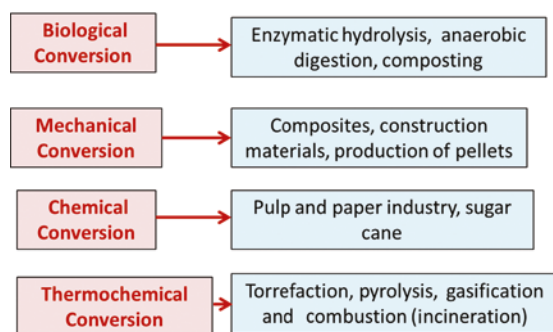 Biological
Conversion
Enzymatic hydrolysis, anaerobic
digestion, composting
Mechanical
Conversion
Composites, construction
materials, production of pellets
Chemical
Conversion
Pulp and paper industry, sugar
cane
Thermochemical
Conversion
Torrefaction, pyrolysis, gasification
and combustion (incineration)